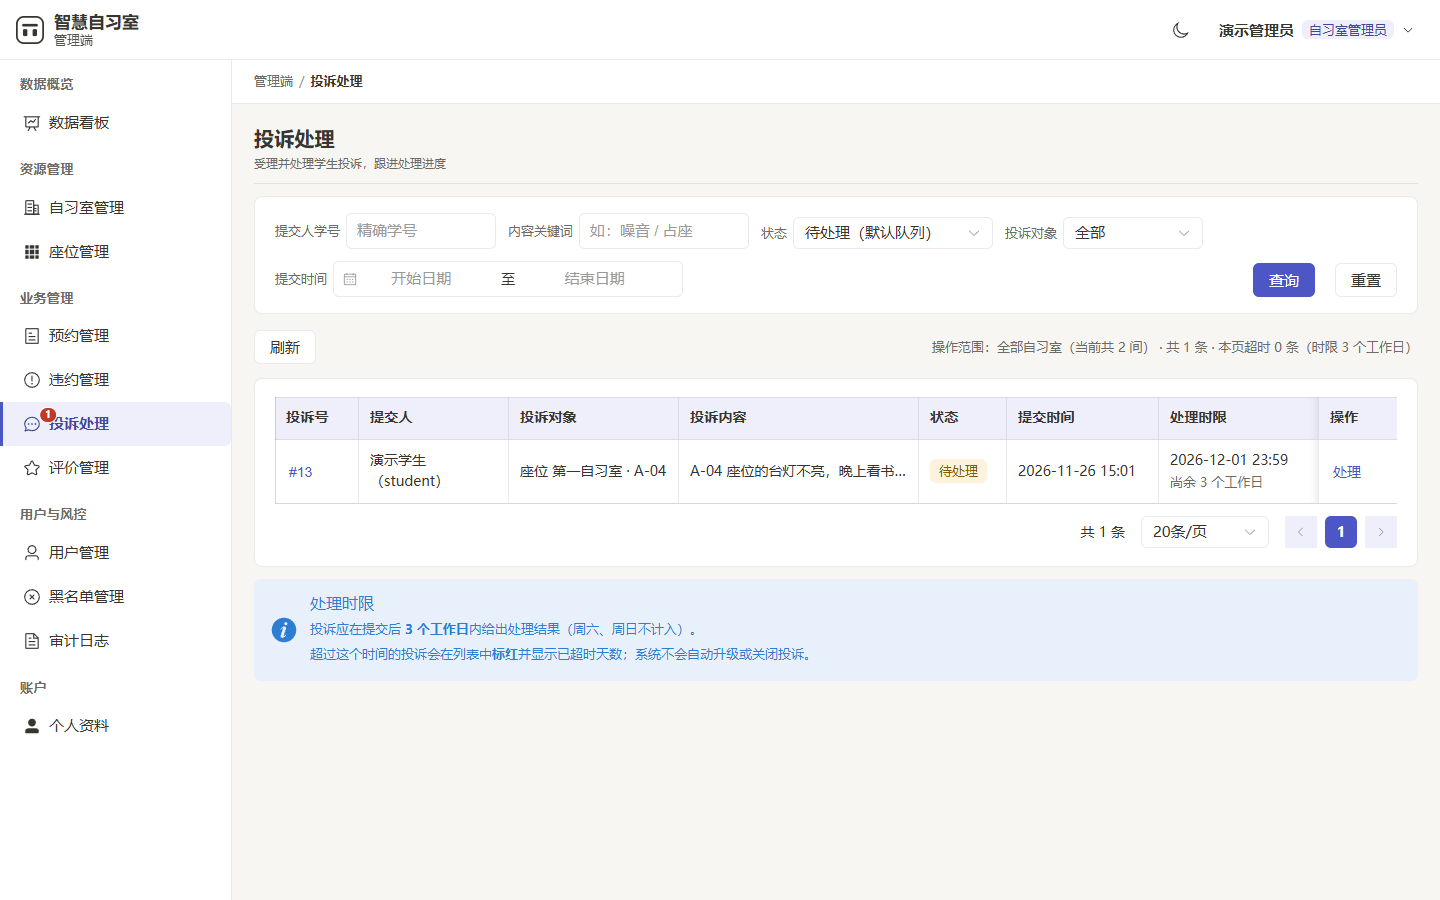 智慧自习室
管理端
演示管理员 自习室管理员
数据概览
数据看板
资源管理
自习室管理
座位管理
业务管理
预约管理
违约管理
1
投诉处理
评价管理
用户与风控
用户管理
黑名单管理
审计日志
账户
个人资料
管理端 / 投诉处理
投诉处理
受理并处理学生投诉，跟进处理进度
提交人学号 精确学号 内容关键词 如：噪音 / 占座 状态 待处理（默认队列） 投诉对象 全部
提交时间 开始日期 至 结束日期 查询 重置
刷新 操作范围：全部自习室（当前共 2 间） · 共 1 条 · 本页超时 0 条（时限 3 个工作日）
投诉号 提交人 投诉对象 投诉内容 状态 提交时间 处理时限 操作
#13 演示学生（student） 座位 第一自习室 · A-04 A-04 座位的台灯不亮，晚上看书... 待处理 2026-11-26 15:01 2026-12-01 23:59 处理
尚余 3 个工作日
共 1 条 20条/页 1
处理时限
投诉应在提交后 3 个工作日内给出处理结果（周六、周日不计入）。
超过这个时间的投诉会在列表中标红并显示已超时天数；系统不会自动升级或关闭投诉。